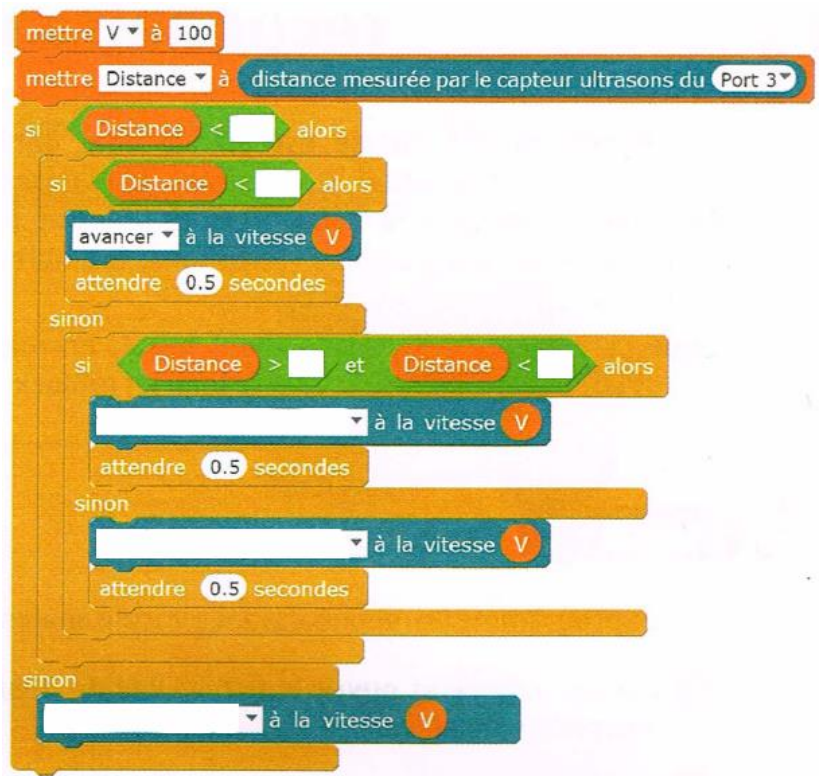 mettre V à 100
mettre Distance à distance mesurée par le capteur ultrasons du Port 3
si Distance < alors
si Distance < alors
avancer à la vitesse V
attendre 0.5 secondes
sinon
si Distance > et Distance < alors
à la vitesse V
attendre 0.5 secondes
sinon
à la vitesse V
attendre 0.5 secondes
sinon
à la vitesse V